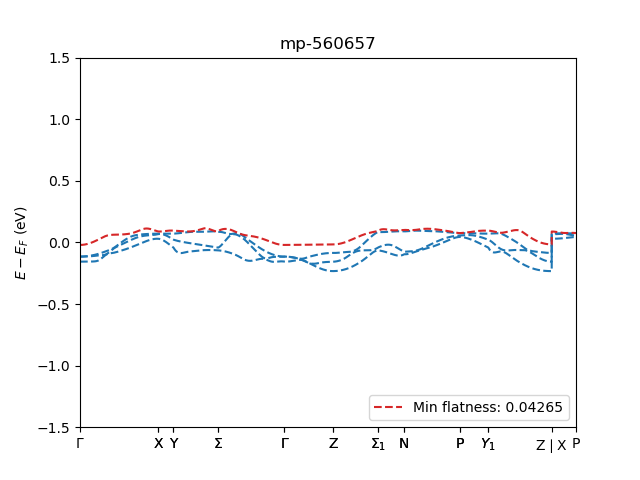 mp-560657
1.5
1.0
0.5
0.0
−0.5
−1.0
−1.5
E − E_F (eV)
Min flatness: 0.04265
Γ X Y Σ Γ Z Σ₁ N P Y₁ Z | X P